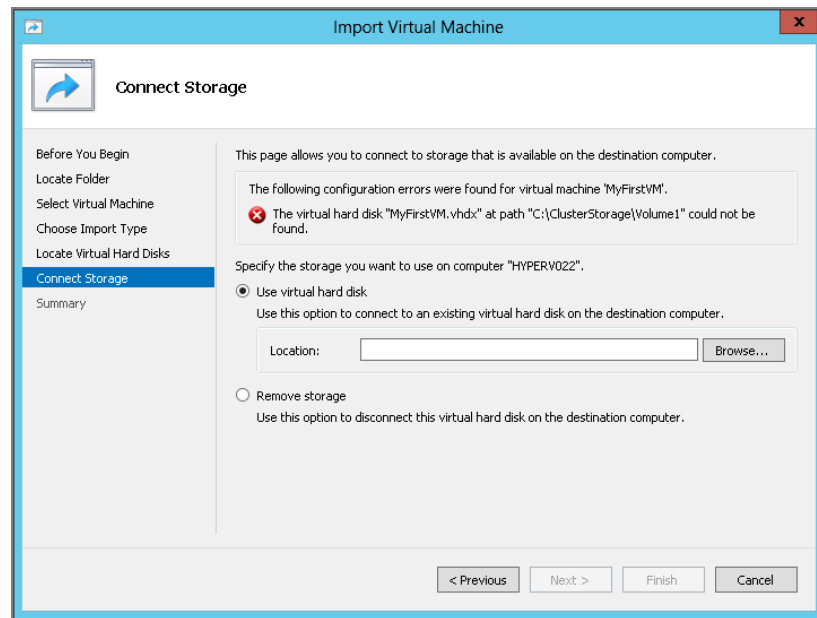 Import Virtual Machine
x
Connect Storage
Before You Begin
Locate Folder
Select Virtual Machine
Choose Import Type
Locate Virtual Hard Disks
Connect Storage
Summary
This page allows you to connect to storage that is available on the destination computer.
The following configuration errors were found for virtual machine 'MyFirstVM'.
The virtual hard disk "MyFirstVM.vhdx" at path "C:\ClusterStorage\Volume1" could not be
found.
Specify the storage you want to use on computer "HYPERV022".
Use virtual hard disk
Use this option to connect to an existing virtual hard disk on the destination computer.
Location:
Browse...
Remove storage
Use this option to disconnect this virtual hard disk on the destination computer.
< Previous
Next >
Finish
Cancel